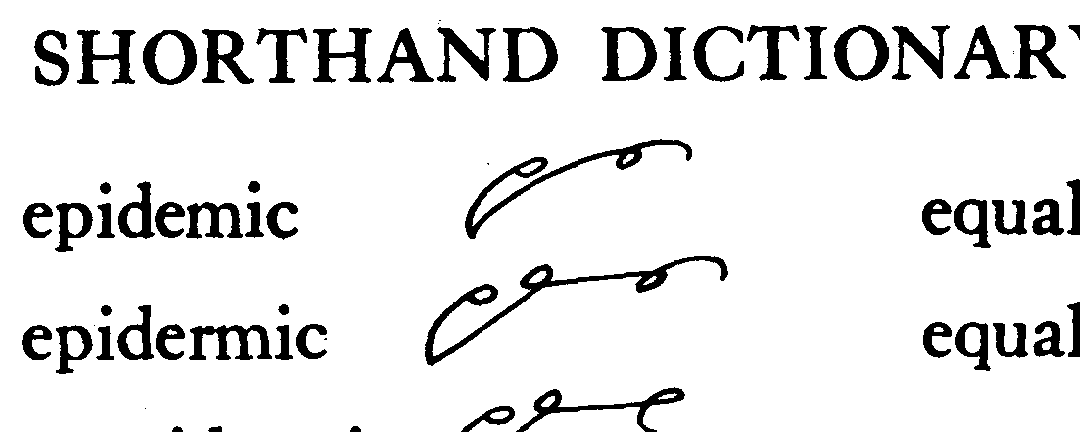 SHORTHAND DICTIONARY
epidemic
equal
epidermic
equal